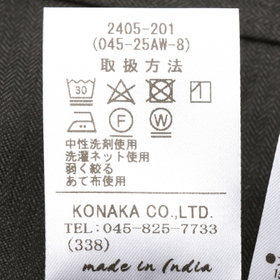 2405-201
(045-25AW-8)
取扱方法
30
F
W
中性洗剤使用
洗濯ネット使用
弱く絞る
あて布使用
KONAKA CO.,LTD.
TEL:045-825-7733
(338)
made in India